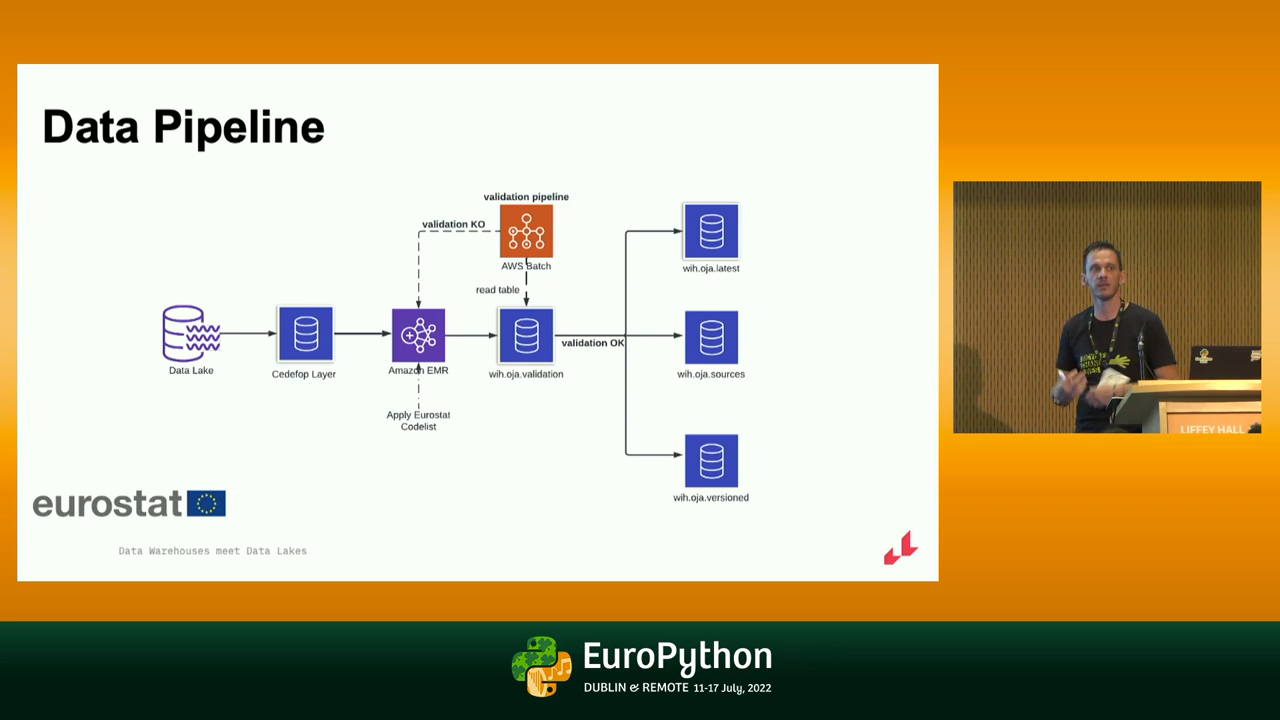 Data Pipeline
validation pipeline
validation KO
AWS Batch
read table
wih.oja.latest
Data Lake
Cedefop Layer
Amazon EMR
wih.oja.validation
validation OK
wih.oja.sources
Apply Eurostat
Codelist
wih.oja.versioned
eurostat
Data Warehouses meet Data Lakes
LIFFEY HALL
EuroPython
DUBLIN & REMOTE 11-17 July, 2022